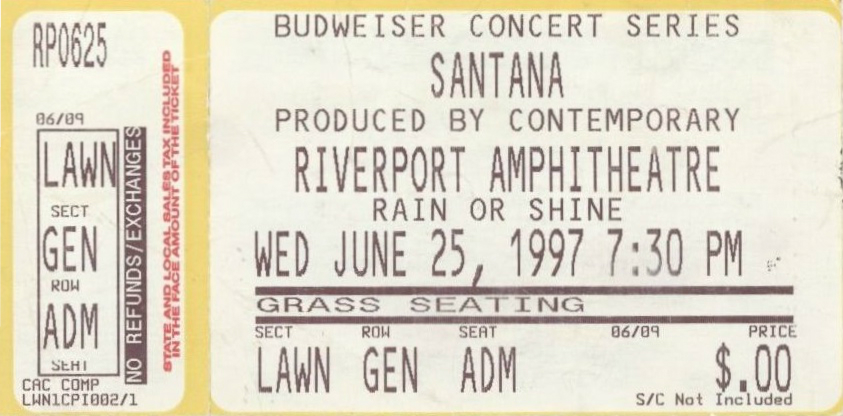 RP0625
06/09
LAWN
SECT
GEN
ROW
ADM
SEAT
CAC COMP
LWN1CPI002/1
NO REFUNDS/EXCHANGES
STATE AND LOCAL SALES TAX INCLUDED
IN THE FACE AMOUNT OF THE TICKET
BUDWEISER CONCERT SERIES
SANTANA
PRODUCED BY CONTEMPORARY
RIVERPORT AMPHITHEATRE
RAIN OR SHINE
WED JUNE 25, 1997 7:30 PM
GRASS SEATING
SECT ROW SEAT 06/09 PRICE
LAWN GEN ADM $.00
S/C Not Included